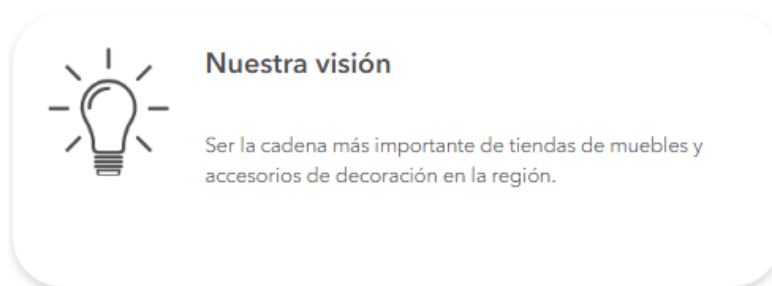 Nuestra visión
Ser la cadena más importante de tiendas de muebles y
accesorios de decoración en la región.